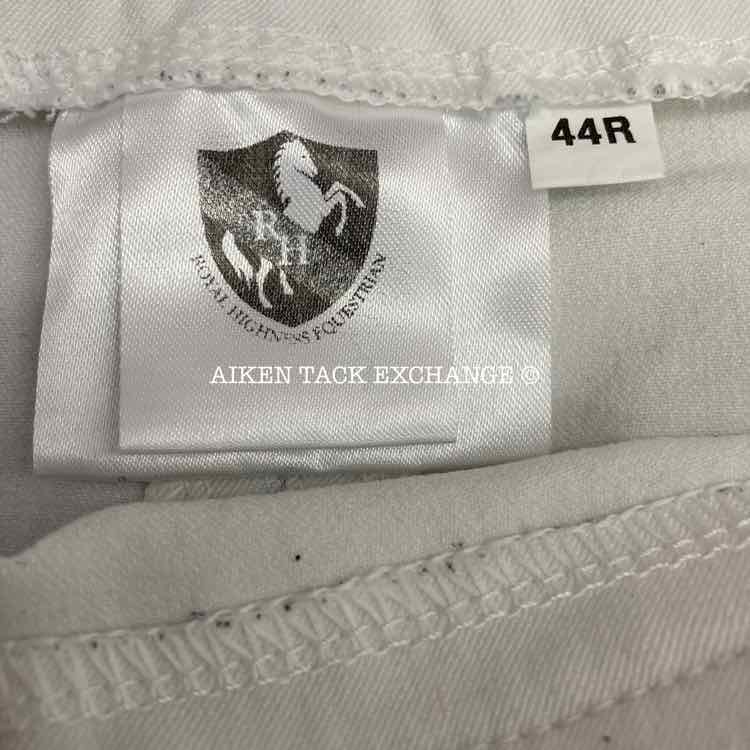 44R
RH
ROYAL HIGHNESS EQUESTRIAN
AIKEN TACK EXCHANGE ©